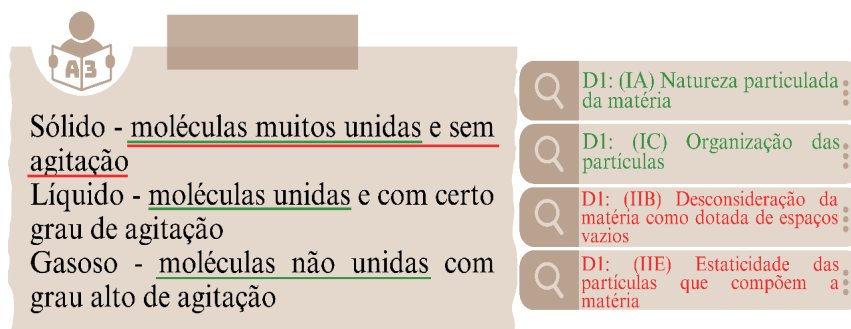 A3
Sólido - moléculas muitos unidas e sem
agitação
Líquido - moléculas unidas e com certo
grau de agitação
Gasoso - moléculas não unidas com
grau alto de agitação
D1: (IA) Natureza particulada
da matéria
D1: (IC) Organização das
partículas
D1: (IIB) Desconsideração da
matéria como dotada de espaços
vazios
D1: (IIE) Estaticidade das
partículas que compõem a
matéria